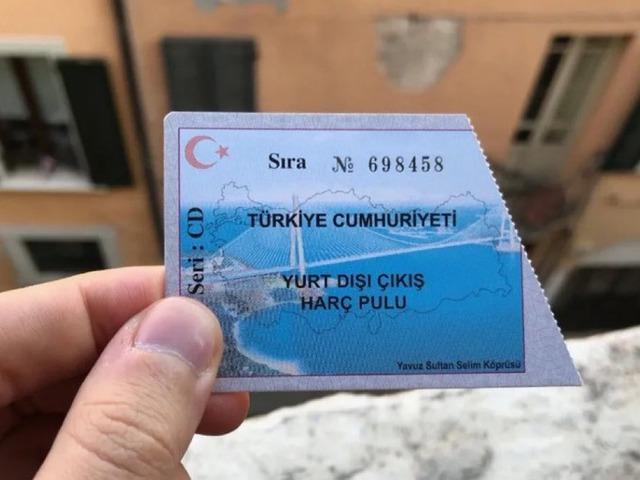 Sıra № 698458
TÜRKİYE CUMHURİYETİ
Seri : CD
YURT DIŞI ÇIKIŞ
HARÇ PULU
Yavuz Sultan Selim Köprüsü